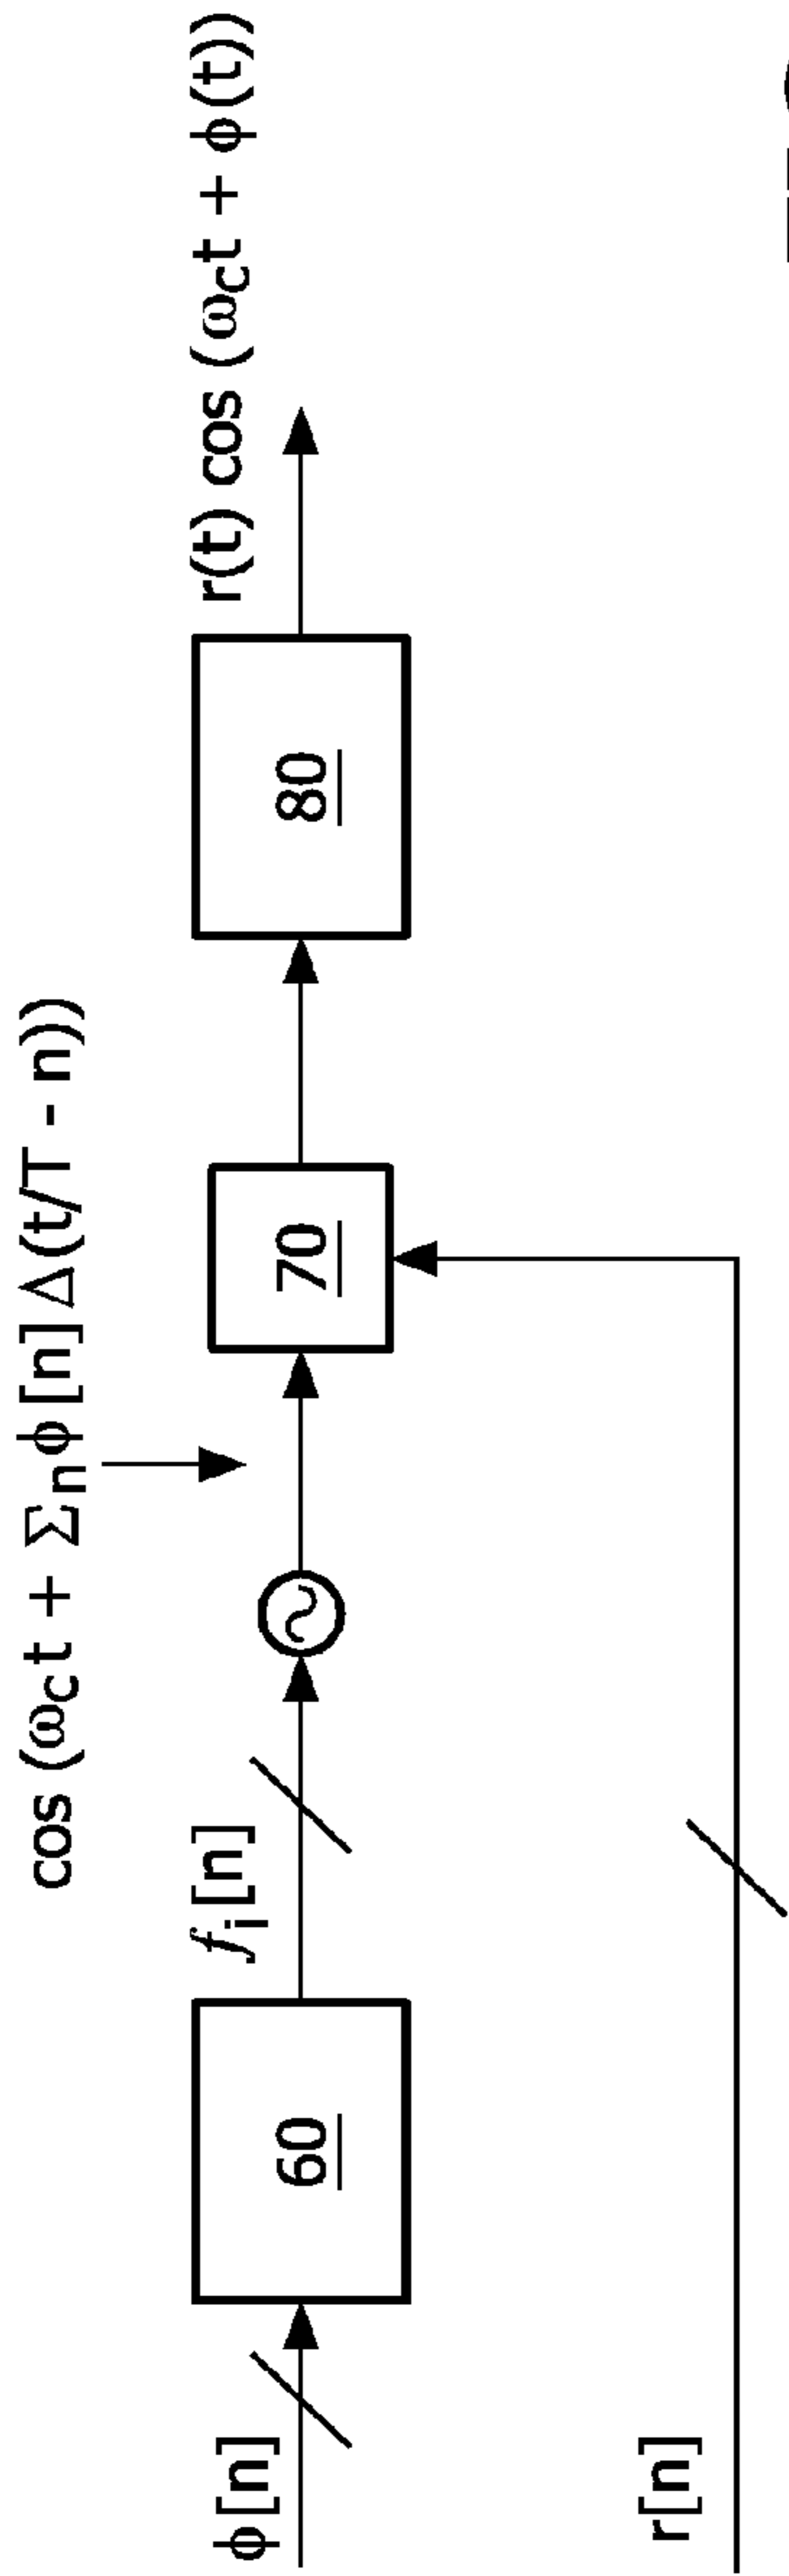 cos (ω_c t + Σ_n ϕ[n] Δ(t/T - n))
ϕ[n]
60
f_i[n]
70
80
r(t) cos (ω_c t + ϕ(t))
r[n]